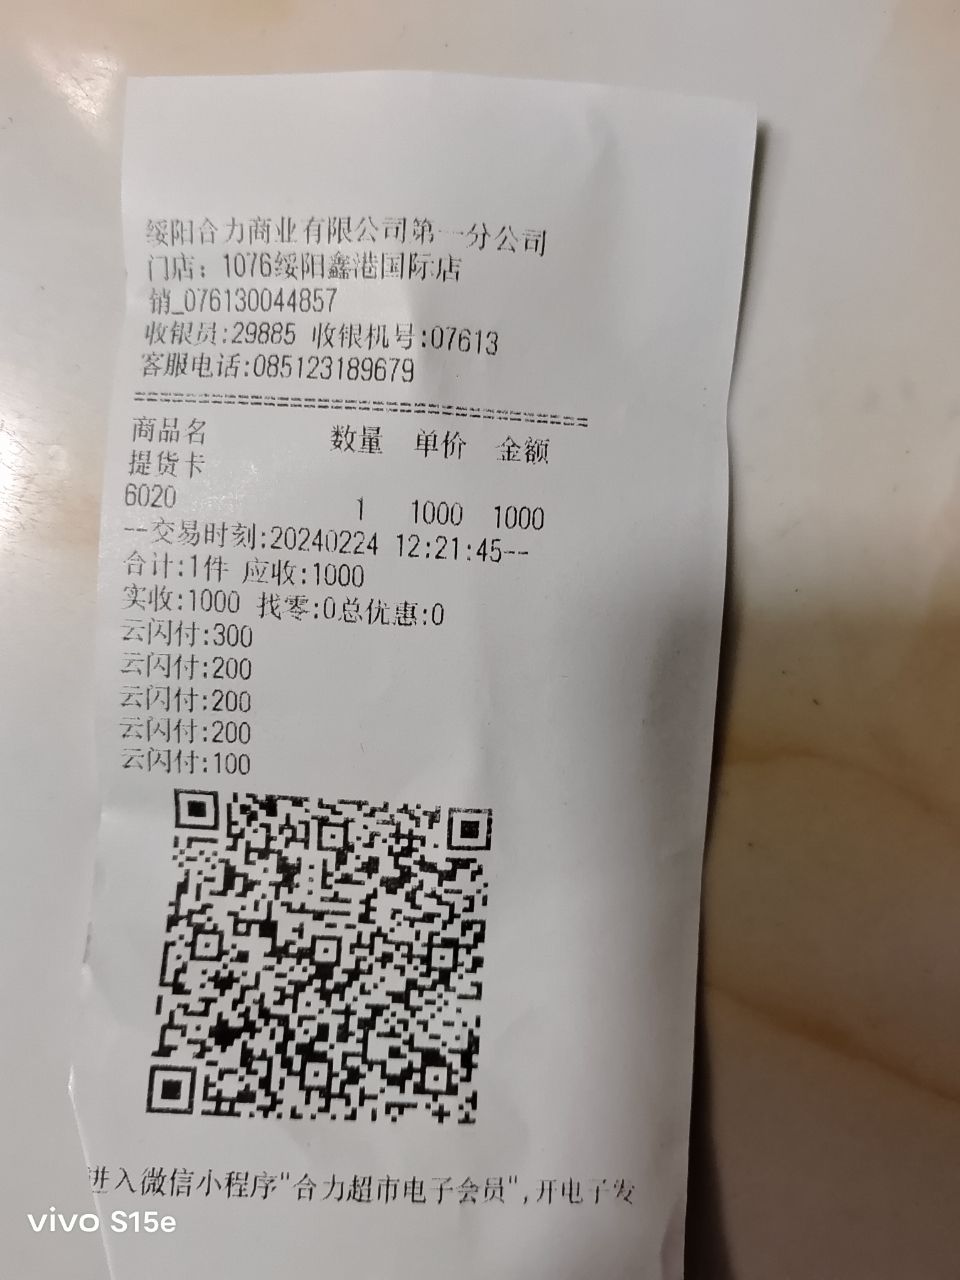 绥阳合力商业有限公司第一分公司
门店：1076绥阳鑫港国际店
销_076130044857
收银员:29885 收银机号:07613
客服电话:085123189679
商品名 数量 单价 金额
提货卡
6020 1 1000 1000
--交易时刻:20240224 12:21:45--
合计:1件 应收:1000
实收:1000 找零:0总优惠:0
云闪付:300
云闪付:200
云闪付:200
云闪付:200
云闪付:100
进入微信小程序"合力超市电子会员",开电子发
vivo S15e